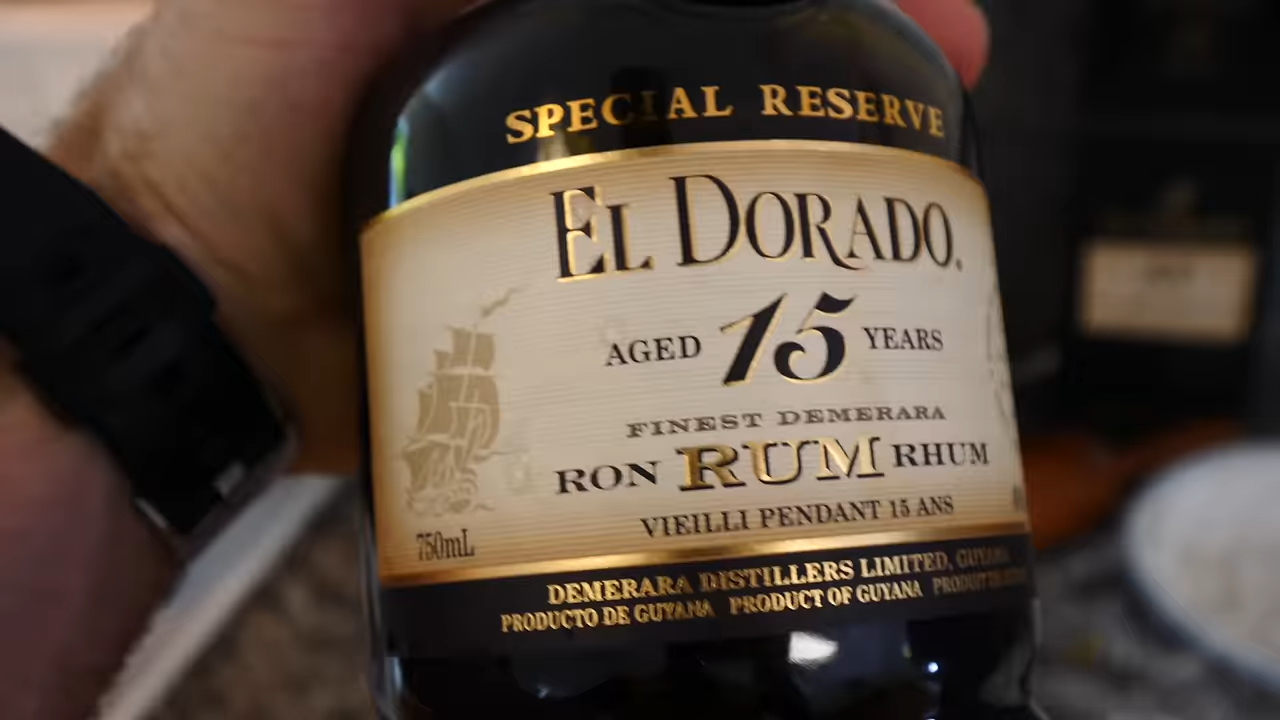 SPECIAL RESERVE
EL DORADO.
AGED 15 YEARS
FINEST DEMERARA
RON RUM RHUM
VIEILLI PENDANT 15 ANS
750mL
DEMERARA DISTILLERS LIMITED, GUYANA
PRODUCTO DE GUYANA PRODUCT OF GUYANA PRODUIT